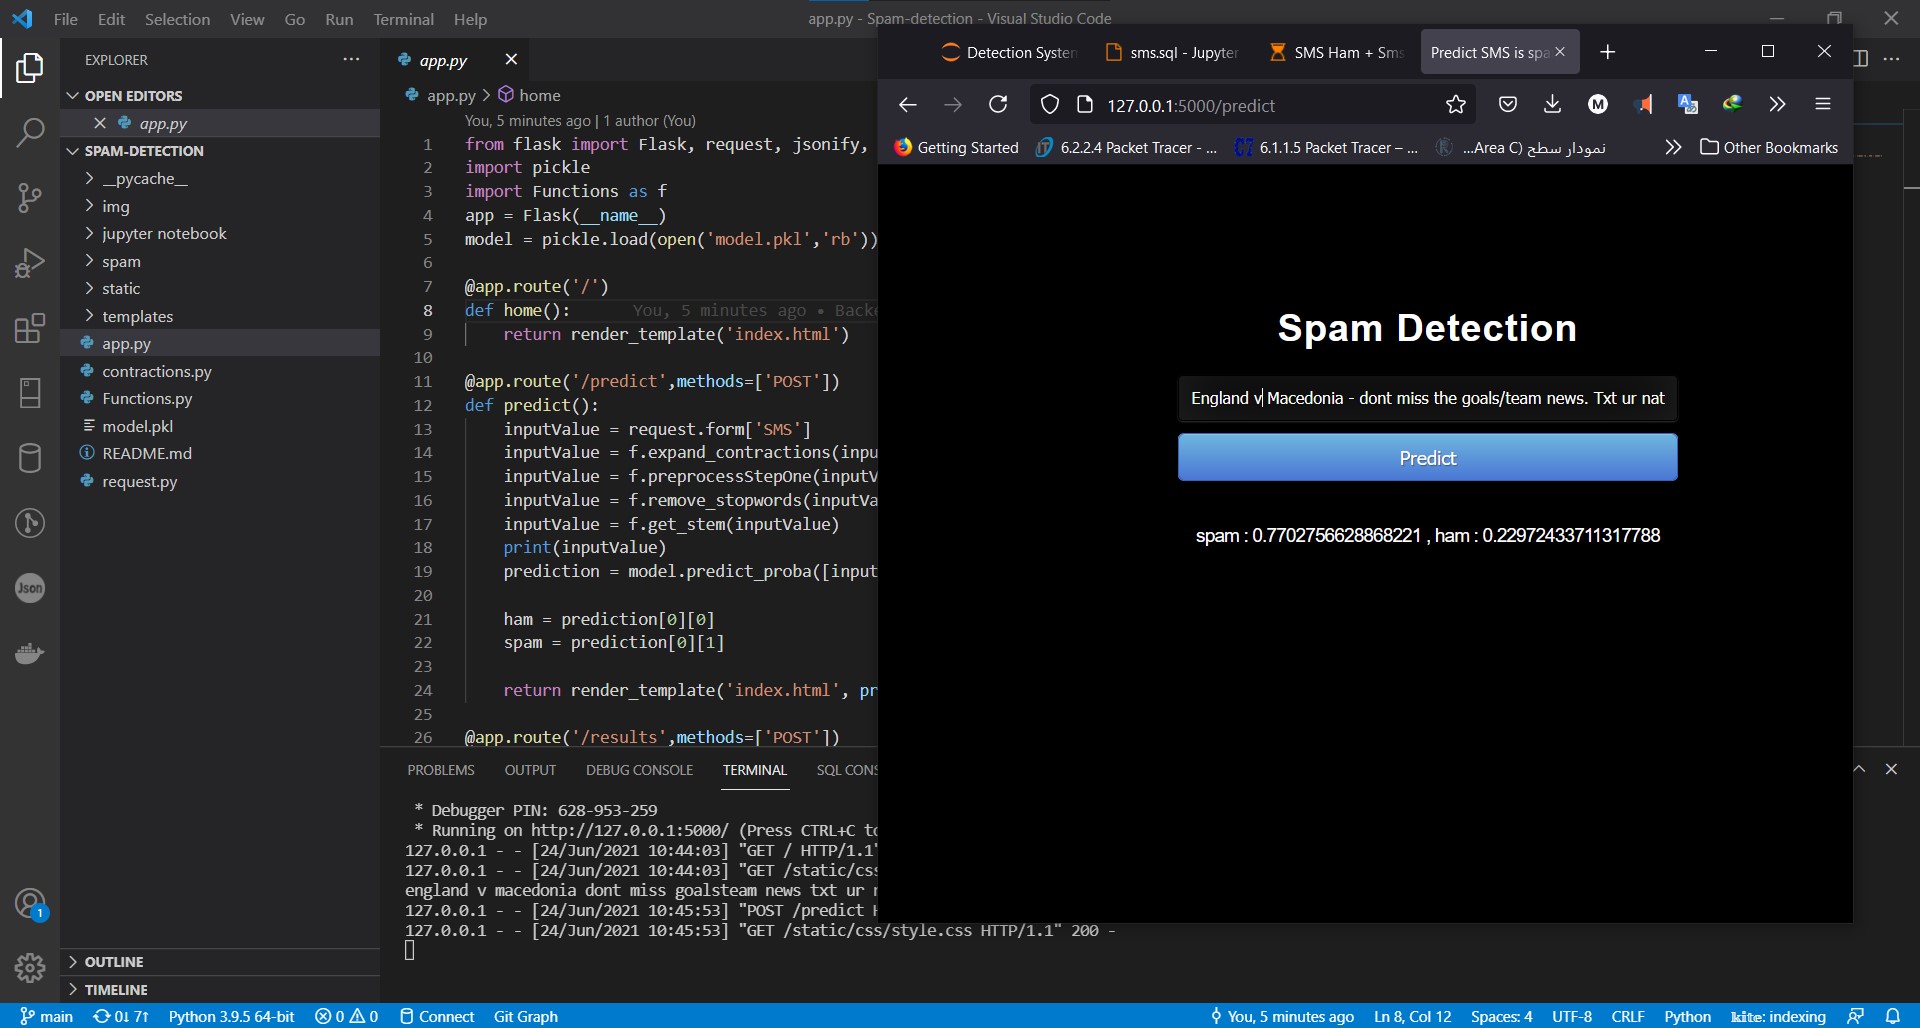 File Edit Selection View Go Run Terminal Help
app.py - Spam-detection - Visual Studio Code
EXPLORER
OPEN EDITORS
app.py
SPAM-DETECTION
__pycache__
img
jupyter notebook
spam
static
templates
app.py
contractions.py
Functions.py
model.pkl
README.md
request.py
OUTLINE
TIMELINE
Json
1
app.py
app.py > home
You, 5 minutes ago | 1 author (You)
1 from flask import Flask, request, jsonify,
2 import pickle
3 import Functions as f
4 app = Flask(__name__)
5 model = pickle.load(open('model.pkl','rb'))
6
7 @app.route('/')
8 def home(): You, 5 minutes ago • Backe
9 return render_template('index.html')
10
11 @app.route('/predict',methods=['POST'])
12 def predict():
13 inputValue = request.form['SMS']
14 inputValue = f.expand_contractions(inpu
15 inputValue = f.preprocessStepOne(inputV
16 inputValue = f.remove_stopwords(inputVa
17 inputValue = f.get_stem(inputValue)
18 print(inputValue)
19 prediction = model.predict_proba([input
20
21 ham = prediction[0][0]
22 spam = prediction[0][1]
23
24 return render_template('index.html', pr
25
26 @app.route('/results',methods=['POST'])
PROBLEMS OUTPUT DEBUG CONSOLE TERMINAL SQL CONS
* Debugger PIN: 628-953-259
* Running on http://127.0.0.1:5000/ (Press CTRL+C to
127.0.0.1 - - [24/Jun/2021 10:44:03] "GET / HTTP/1.1"
127.0.0.1 - - [24/Jun/2021 10:44:03] "GET /static/css
england v macedonia dont miss goalsteam news txt ur n
127.0.0.1 - - [24/Jun/2021 10:45:53] "POST /predict H
127.0.0.1 - - [24/Jun/2021 10:45:53] "GET /static/css/style.css HTTP/1.1" 200 -
Detection System sms.sql - Jupyter SMS Ham + Sms Predict SMS is spa
127.0.0.1:5000/predict
M
Getting Started 6.2.2.4 Packet Tracer - ... 6.1.1.5 Packet Tracer – ... نمودار سطح (Area C... Other Bookmarks
Spam Detection
England v Macedonia - dont miss the goals/team news. Txt ur nat
Predict
spam : 0.7702756628868221 , ham : 0.22972433711317788
main 0↓ 7↑ Python 3.9.5 64-bit 0 0 Connect Git Graph You, 5 minutes ago Ln 8, Col 12 Spaces: 4 UTF-8 CRLF Python kite: indexing